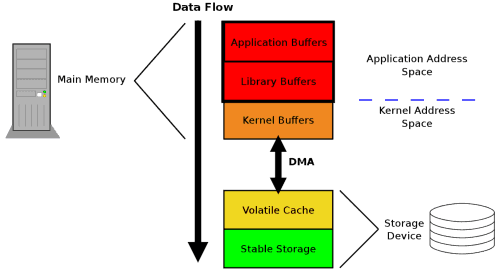 Data Flow
Application Buffers
Library Buffers
Kernel Buffers
Main Memory
Application Address
Space
Kernel Address
Space
DMA
Volatile Cache
Stable Storage
Storage
Device